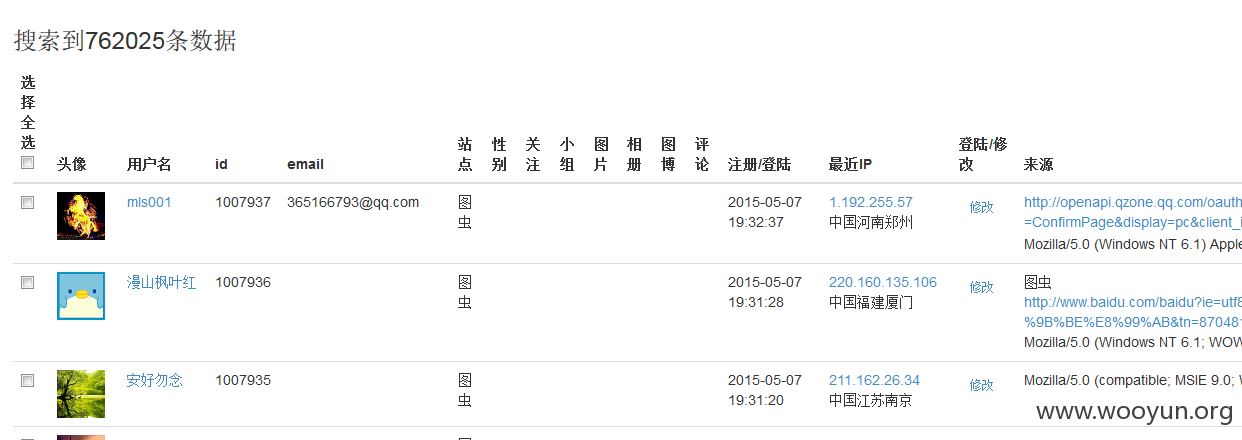 搜索到762025条数据
选择全选 头像 用户名 id email 站点 性别 关注 小组 图片 相册 图博 评论 注册/登陆 最近IP 登陆/修改 来源
mls001 1007937 365166793@qq.com 图虫 2015-05-07 1.192.255.57 修改 http://openapi.qzone.qq.com/oauth
19:32:37 中国河南郑州 =ConfirmPage&display=pc&client_i
Mozilla/5.0 (Windows NT 6.1) Apple
漫山枫叶红 1007936 图虫 2015-05-07 220.160.135.106 修改 图虫
19:31:28 中国福建厦门 http://www.baidu.com/baidu?ie=utf8
%9B%BE%E8%99%AB&tn=870481
Mozilla/5.0 (Windows NT 6.1; WOW
安好勿念 1007935 图虫 2015-05-07 211.162.26.34 修改 Mozilla/5.0 (compatible; MSIE 9.0; W
19:31:20 中国江苏南京
www.wooyun.org